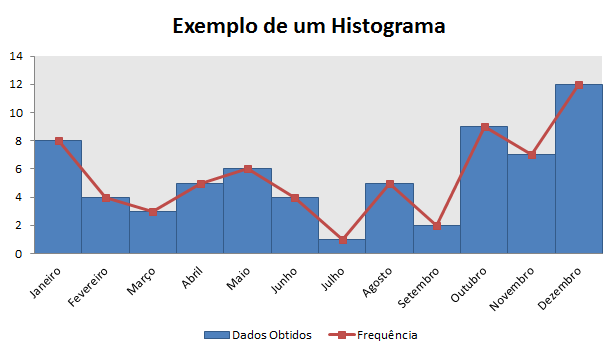 Exemplo de um Histograma
14
12
10
8
6
4
2
0
Janeiro
Fevereiro
Março
Abril
Maio
Junho
Julho
Agosto
Setembro
Outubro
Novembro
Dezembro
Dados Obtidos
Frequência